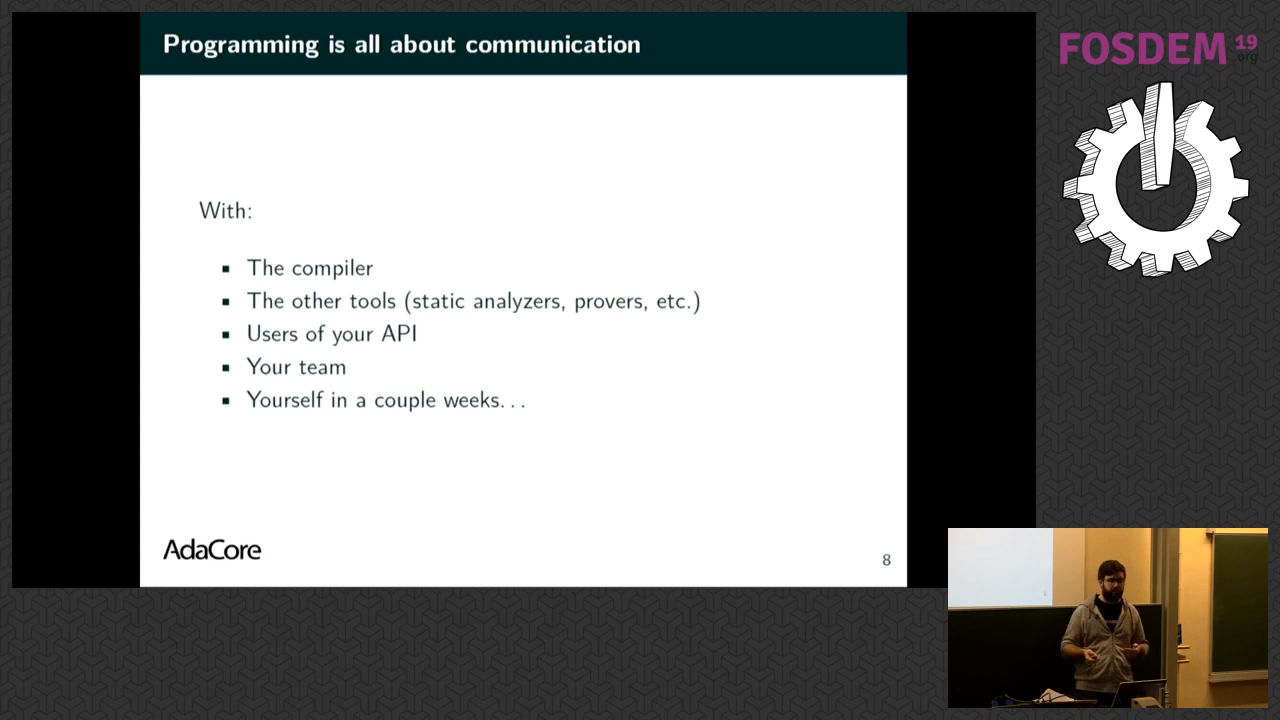 Programming is all about communication
FOSDEM 19
.org
With:
▪ The compiler
▪ The other tools (static analyzers, provers, etc.)
▪ Users of your API
▪ Your team
▪ Yourself in a couple weeks...
AdaCore
8